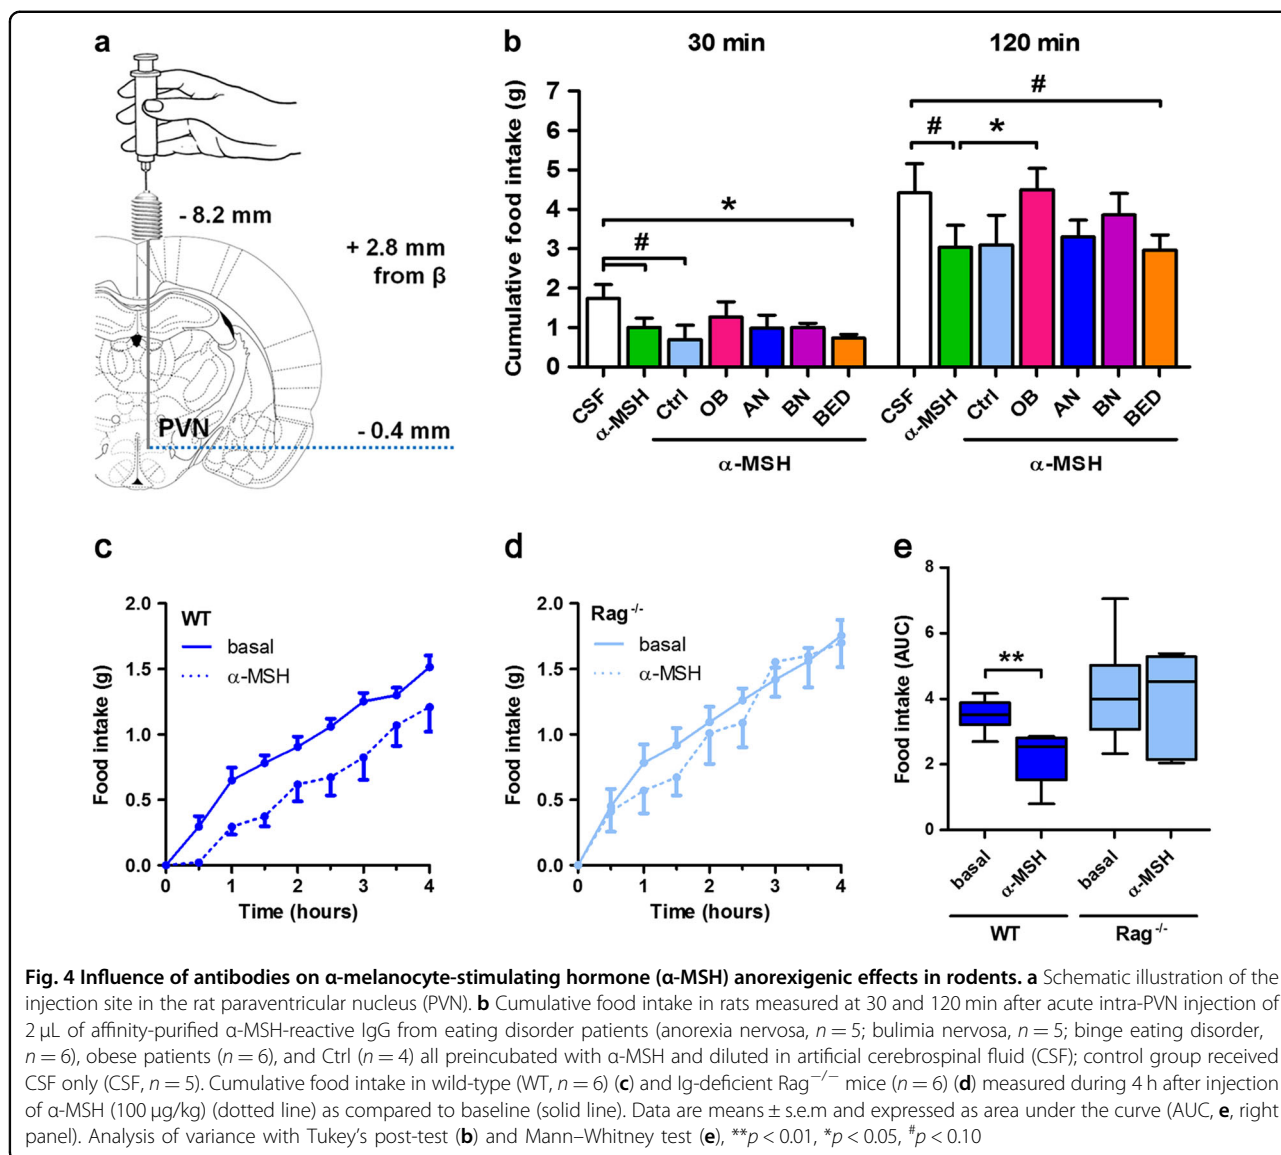 a
- 8.2 mm
+ 2.8 mm
from β
PVN
- 0.4 mm
b
30 min
120 min
Cumulative food intake (g)
7
6
5
4
3
2
1
0
#
*
#
*
#
CSF
α-MSH
Ctrl
OB
AN
BN
BED
α-MSH
CSF
α-MSH
Ctrl
OB
AN
BN
BED
α-MSH
c
WT
basal
α-MSH
Food intake (g)
2.0
1.5
1.0
0.5
0.0
0
1
2
3
4
Time (hours)
d
Rag-/-
basal
α-MSH
Food intake (g)
2.0
1.5
1.0
0.5
0.0
0
1
2
3
4
Time (hours)
e
Food intake (AUC)
8
6
4
2
0
**
basal
α-MSH
basal
α-MSH
WT
Rag-/-
Fig. 4 Influence of antibodies on α-melanocyte-stimulating hormone (α-MSH) anorexigenic effects in rodents. a Schematic illustration of the
injection site in the rat paraventricular nucleus (PVN). b Cumulative food intake in rats measured at 30 and 120 min after acute intra-PVN injection of
2 μL of affinity-purified α-MSH-reactive IgG from eating disorder patients (anorexia nervosa, n = 5; bulimia nervosa, n = 5; binge eating disorder,
n = 6), obese patients (n = 6), and Ctrl (n = 4) all preincubated with α-MSH and diluted in artificial cerebrospinal fluid (CSF); control group received
CSF only (CSF, n = 5). Cumulative food intake in wild-type (WT, n = 6) (c) and Ig-deficient Rag−/− mice (n = 6) (d) measured during 4 h after injection
of α-MSH (100 μg/kg) (dotted line) as compared to baseline (solid line). Data are means ± s.e.m and expressed as area under the curve (AUC, e, right
panel). Analysis of variance with Tukey's post-test (b) and Mann–Whitney test (e), **p < 0.01, *p < 0.05, #p < 0.10